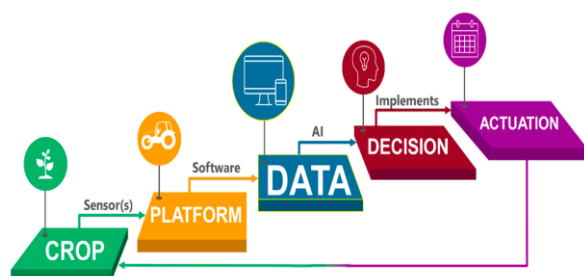 CROP
Sensor(s)
PLATFORM
Software
DATA
AI
DECISION
Implements
ACTUATION